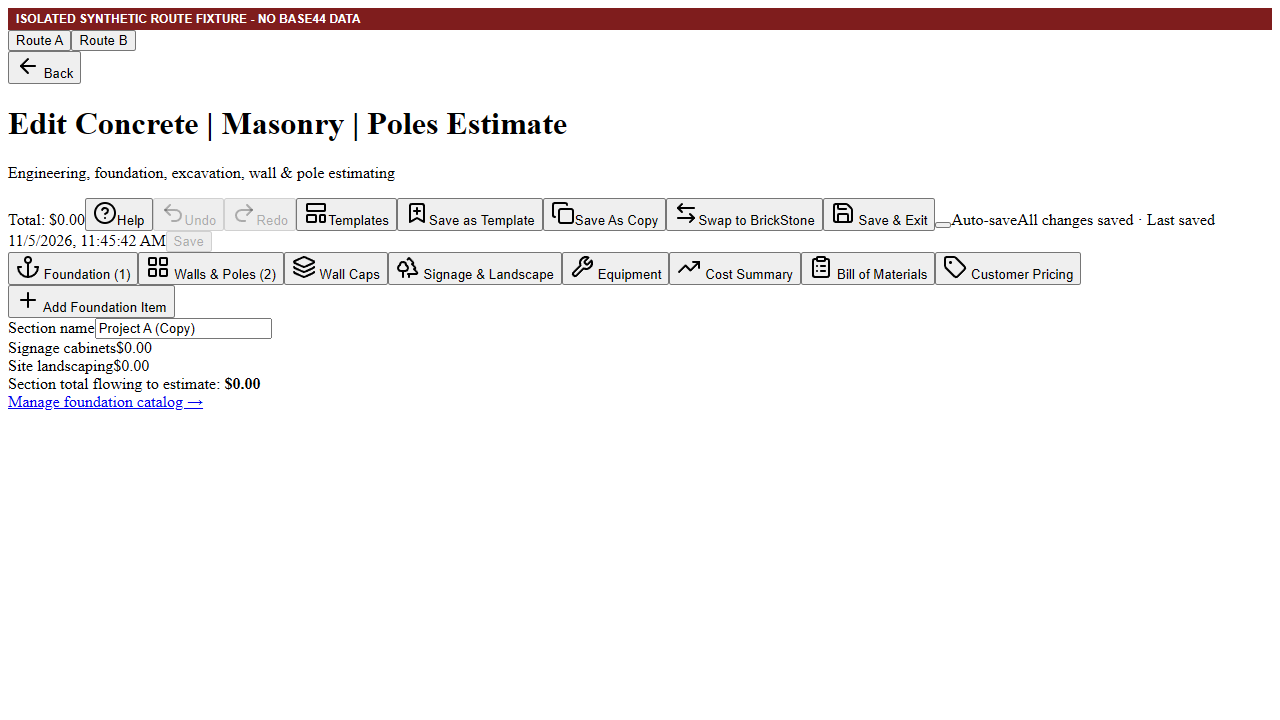 ISOLATED SYNTHETIC ROUTE FIXTURE - NO BASE44 DATA
Route A Route B
Back
Edit Concrete | Masonry | Poles Estimate
Engineering, foundation, excavation, wall & pole estimating
Total: $0.00 Help Undo Redo Templates Save as Template Save As Copy Swap to BrickStone Save & Exit Auto-saveAll changes saved · Last saved
11/5/2026, 11:45:42 AM Save
Foundation (1) Walls & Poles (2) Wall Caps Signage & Landscape Equipment Cost Summary Bill of Materials Customer Pricing
Add Foundation Item
Section name Project A (Copy)
Signage cabinets$0.00
Site landscaping$0.00
Section total flowing to estimate: $0.00
Manage foundation catalog →